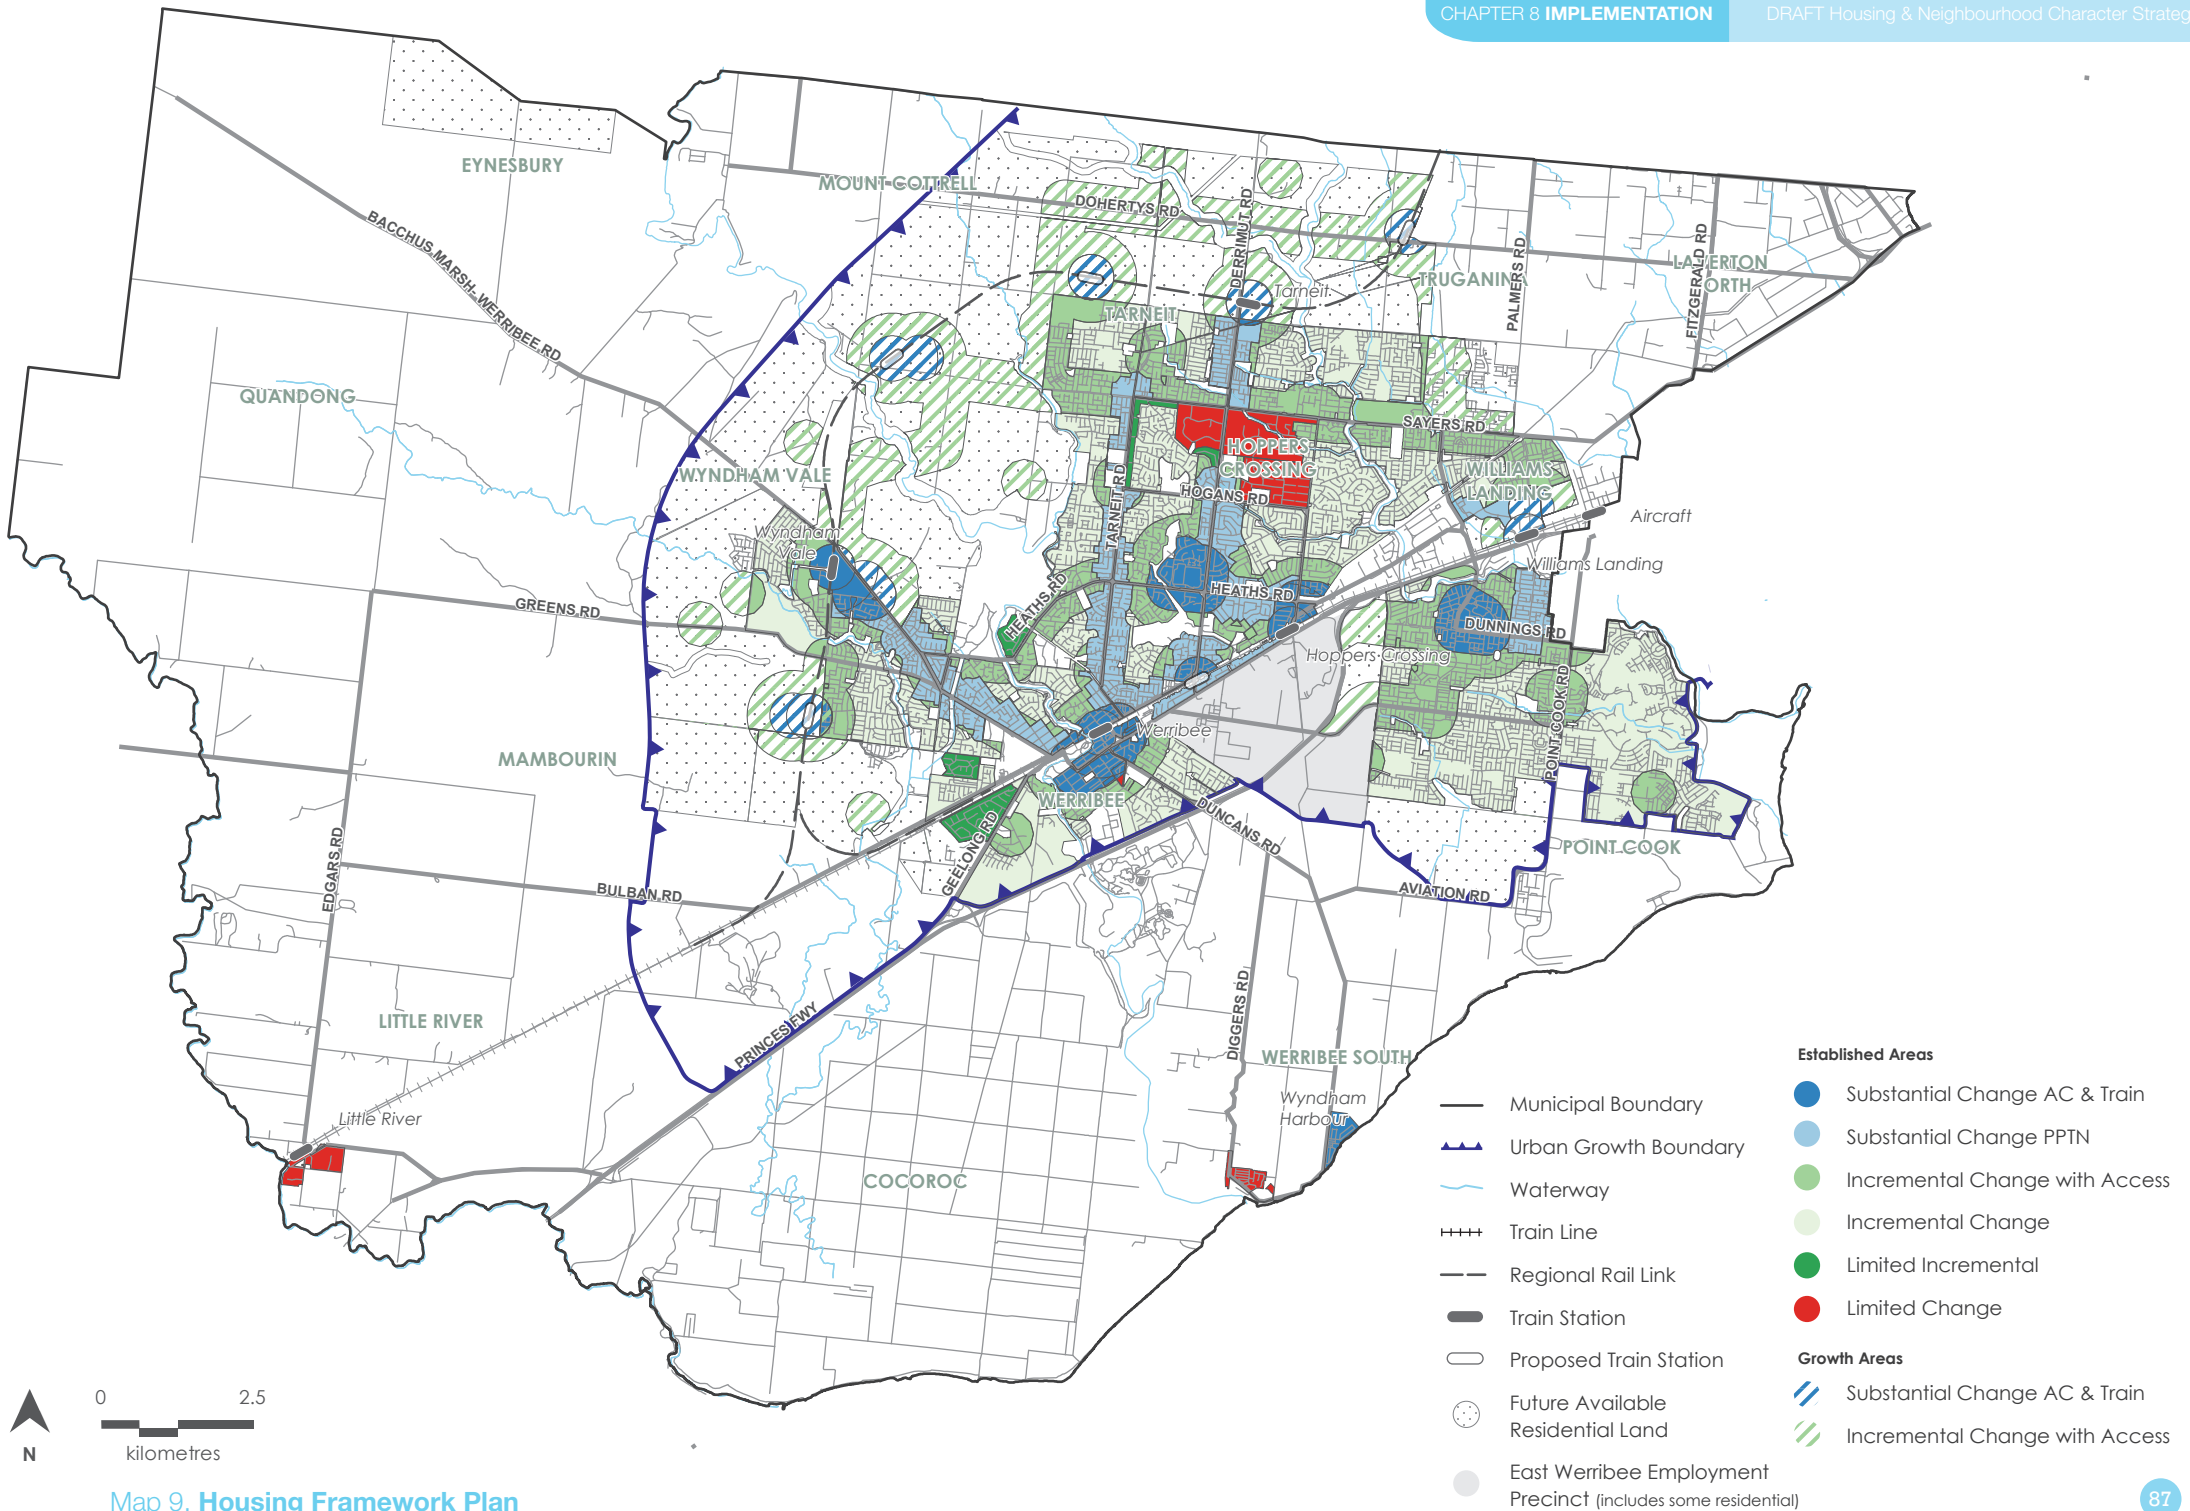 CHAPTER 8 IMPLEMENTATION
DRAFT Housing & Neighbourhood Character
EYNESBURY
MOUNT COTTRELL
DOHERTYS RD
DERRIMUT RD
BACCHUS MARSH-WERRIBEE RD
TRUGANINA
PALMERS RD
FITZGERALD RD
LAVERTON
NORTH
Tarneit
TARNEIT
QUANDONG
SAYERS RD
HOPPERS
CROSSING
WYNDHAM VALE
WILLIAMS
LANDING
TARNEIT RD
HOGANS RD
Aircraft
Wyndham
Vale
Williams Landing
GREENS RD
HEATHS RD
HEATHS RD
DUNNINGS RD
Hoppers Crossing
POINT COOK RD
Werribee
MAMBOURIN
WERRIBEE
DUNCANS RD
GEELONG RD
POINT COOK
EDGARS RD
BULBAN RD
AVIATION RD
PRINCES FWY
DIGGERS RD
LITTLE RIVER
WERRIBEE SOUTH
Wyndham
Harbour
Little River
COCOROC
Municipal Boundary
Urban Growth Boundary
Waterway
Train Line
Regional Rail Link
Train Station
Proposed Train Station
Future Available
Residential Land
East Werribee Employment
Precinct (includes some residential)
Established Areas
Substantial Change AC & Train
Substantial Change PPTN
Incremental Change with Access
Incremental Change
Limited Incremental
Limited Change
Growth Areas
Substantial Change AC & Train
Incremental Change with Access
0 2.5
kilometres
N
Map 9. Housing Framework Plan
87